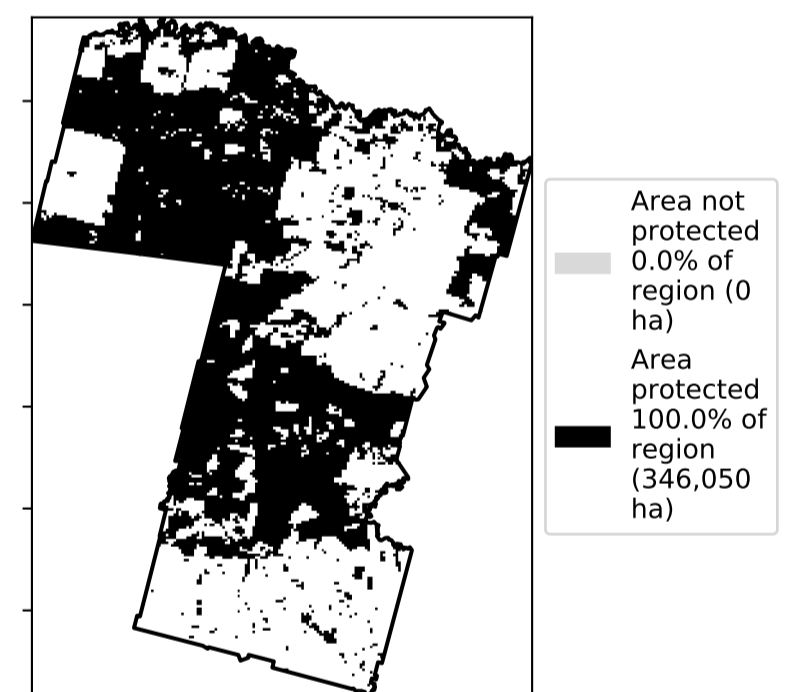 Area not
protected
0.0% of
region (0
ha)
Area
protected
100.0% of
region
(346,050
ha)